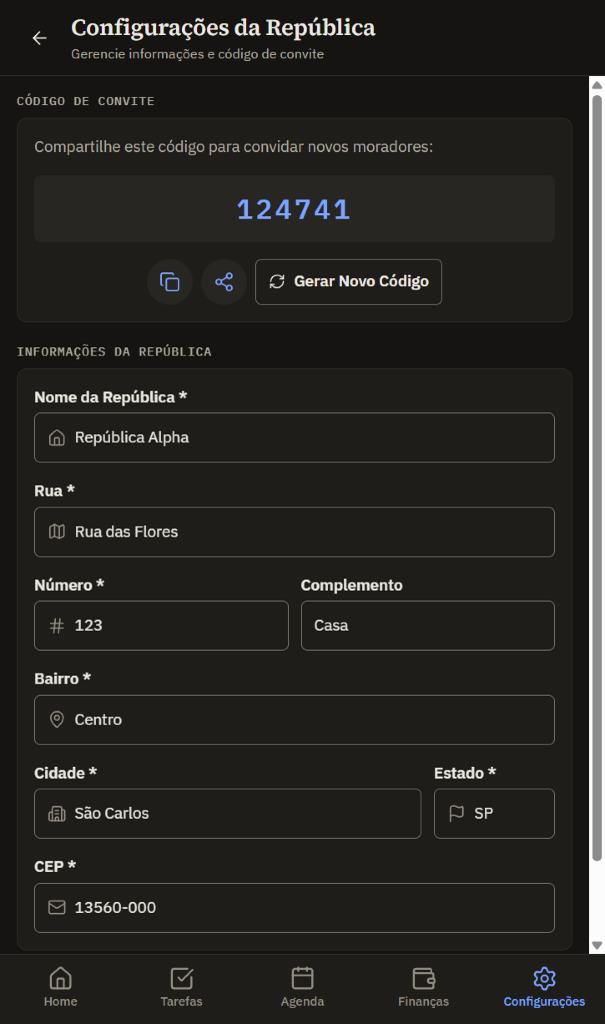 Configurações da República
Gerencie informações e código de convite
CÓDIGO DE CONVITE
Compartilhe este código para convidar novos moradores:
124741
Gerar Novo Código
INFORMAÇÕES DA REPÚBLICA
Nome da República *
República Alpha
Rua *
Rua das Flores
Número * Complemento
123 Casa
Bairro *
Centro
Cidade * Estado *
São Carlos SP
CEP *
13560-000
Home Tarefas Agenda Finanças Configurações